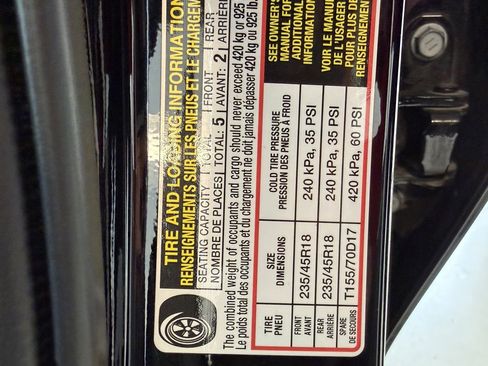 TIRE AND LOADING INFORMATION
RENSEIGNEMENTS SUR LES PNEUS ET LE CHARGEMENT
SEATING CAPACITY TOTAL FRONT REAR
NOMBRE DE PLACES TOTAL: 5 AVANT: 2 ARRIÈRE
The combined weight of occupants and cargo should never exceed 420 kg or 925
Le poids total des occupants et du chargement ne doit jamais dépasser 420 kg ou 925 lb.
TIRE SIZE COLD TIRE PRESSURE
PNEU DIMENSIONS PRESSION DES PNEUS À FROID
FRONT
AVANT 235/45R18 240 kPa, 35 PSI
REAR
ARRIÈRE 235/45R18 240 kPa, 35 PSI
SPARE
DE SECOURS T155/70D17 420 kPa, 60 PSI
SEE OWNER'S
MANUAL FOR
ADDITIONAL
INFORMATION
VOIR LE MANUEL
DE L'USAGER
POUR PLUS DE
RENSEIGNEMENTS